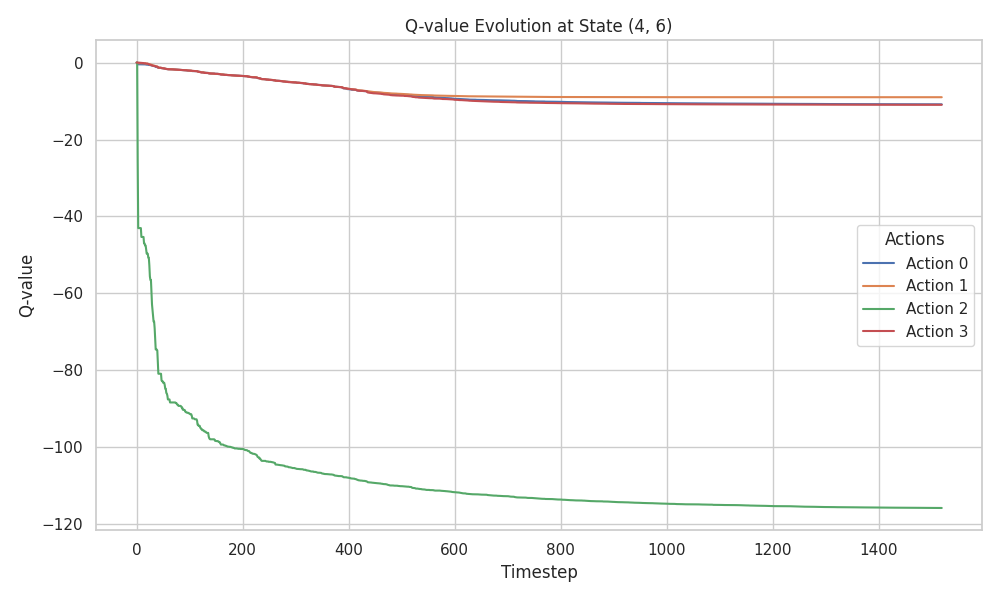 Q-value Evolution at State (4, 6)
Q-value
0
−20
−40
−60
−80
−100
−120
Actions
Action 0
Action 1
Action 2
Action 3
0 200 400 600 800 1000 1200 1400
Timestep